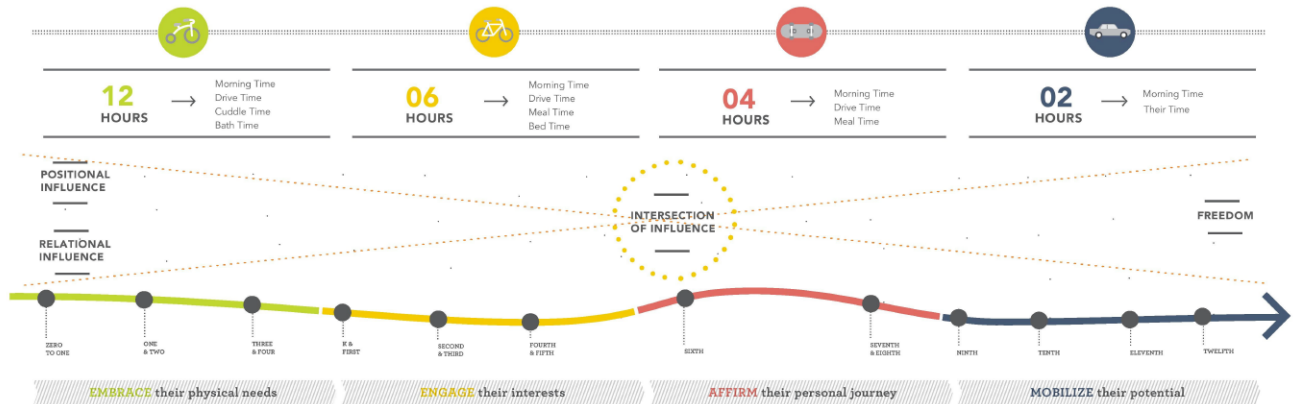 12
HOURS
Morning Time
Drive Time
Cuddle Time
Bath Time
06
HOURS
Morning Time
Drive Time
Meal Time
Bed Time
04
HOURS
Morning Time
Drive Time
Meal Time
02
HOURS
Morning Time
Their Time
POSITIONAL
INFLUENCE
RELATIONAL
INFLUENCE
INTERSECTION
OF INFLUENCE
FREEDOM
ZERO
TO ONE
ONE
& TWO
THREE
& FOUR
K &
FIRST
SECOND
& THIRD
FOURTH
& FIFTH
SIXTH
SEVENTH
& EIGHTH
NINTH
TENTH
ELEVENTH
TWELFTH
EMBRACE their physical needs
ENGAGE their interests
AFFIRM their personal journey
MOBILIZE their potential